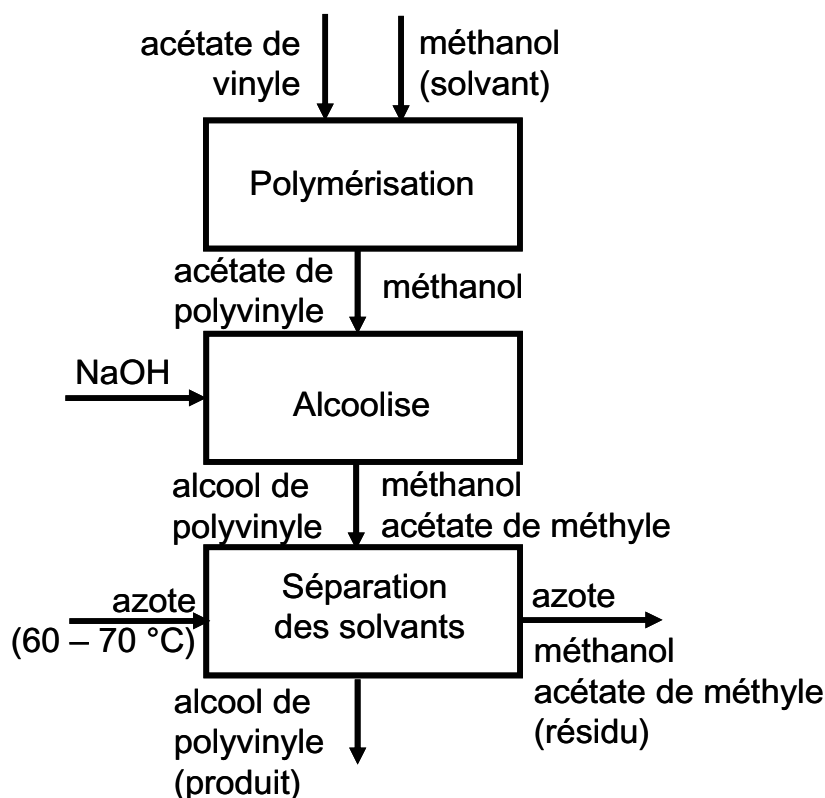 acétate de
vinyle
méthanol
(solvant)
Polymérisation
acétate de
polyvinyle
méthanol
NaOH
Alcoolise
alcool de
polyvinyle
méthanol
acétate de méthyle
azote
(60 – 70 °C)
Séparation
des solvants
azote
méthanol
acétate de méthyle
(résidu)
alcool de
polyvinyle
(produit)